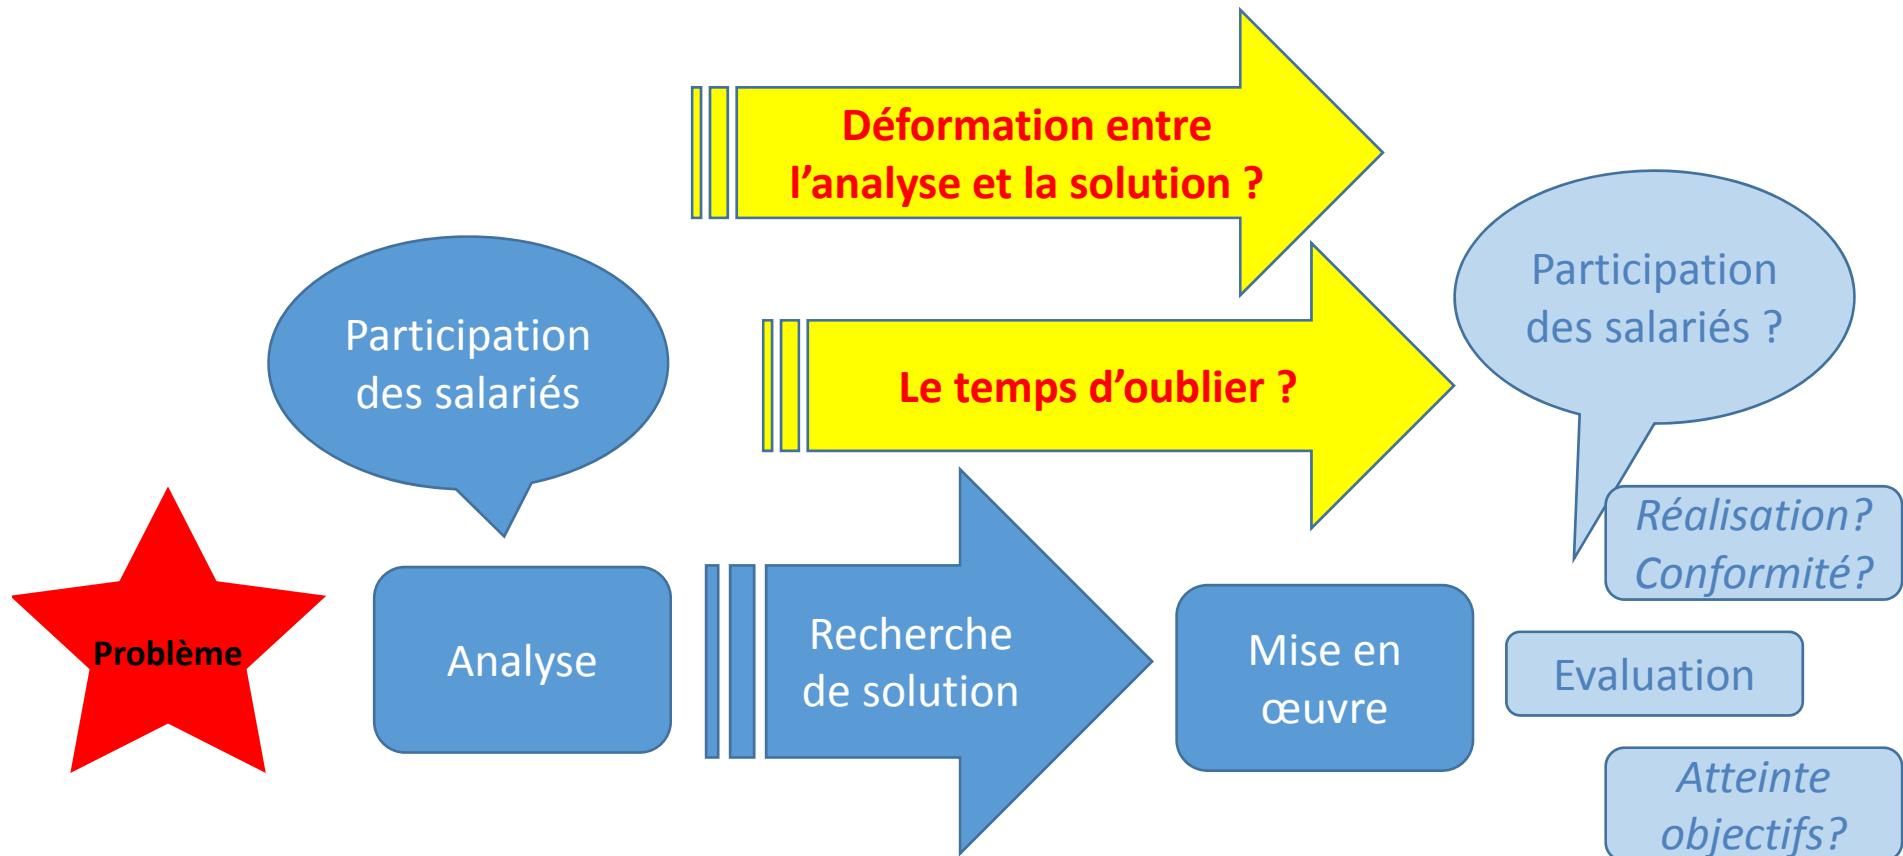 Déformation entre
l’analyse et la solution ?
Participation
des salariés ?
Participation
des salariés
Le temps d’oublier ?
Réalisation?
Conformité?
Problème
Analyse
Recherche
de solution
Mise en
œuvre
Evaluation
Atteinte
objectifs?